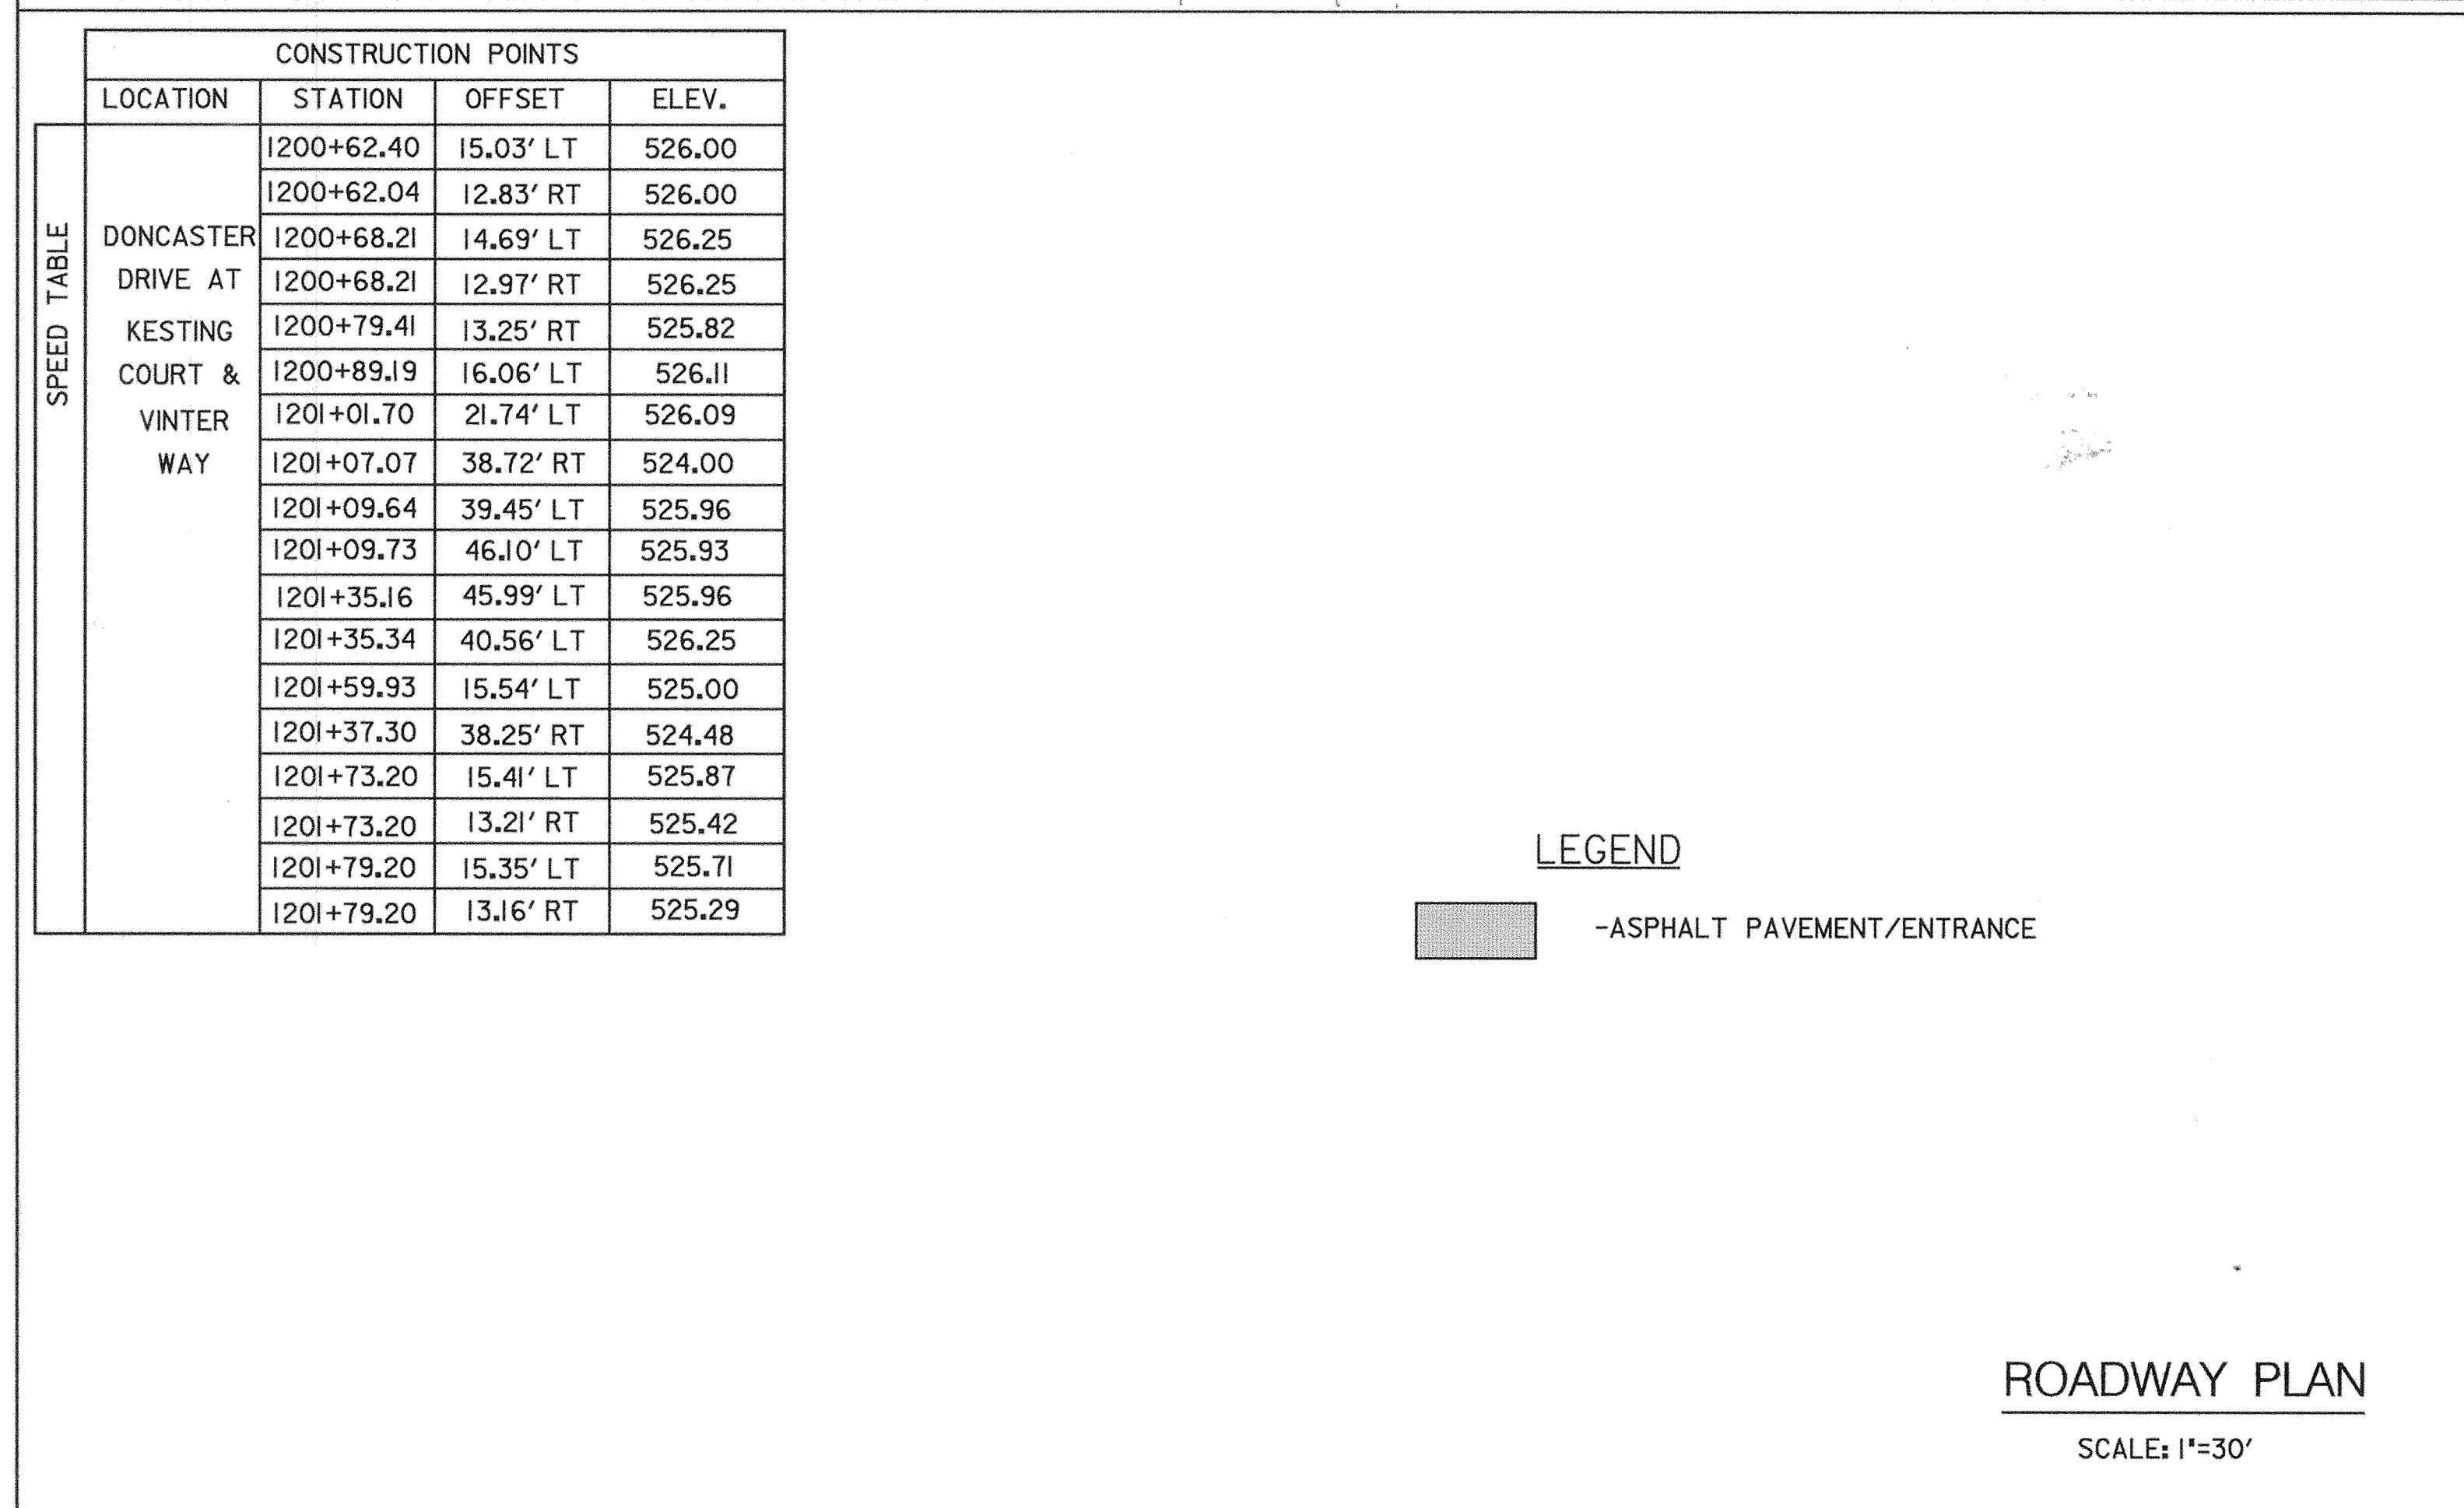 CONSTRUCTION POINTS
LOCATION STATION OFFSET ELEV.
SPEED TABLE
DONCASTER
DRIVE AT
KESTING
COURT &
VINTER
WAY
1200+62.40 15.03' LT 526.00
1200+62.04 12.83' RT 526.00
1200+68.21 14.69' LT 526.25
1200+68.21 12.97' RT 526.25
1200+79.41 13.25' RT 525.82
1200+89.19 16.06' LT 526.11
1201+01.70 21.74' LT 526.09
1201+07.07 38.72' RT 524.00
1201+09.64 39.45' LT 525.96
1201+09.73 46.10' LT 525.93
1201+35.16 45.99' LT 525.96
1201+35.34 40.56' LT 526.25
1201+59.93 15.54' LT 525.00
1201+37.30 38.25' RT 524.48
1201+73.20 15.41' LT 525.87
1201+73.20 13.21' RT 525.42
1201+79.20 15.35' LT 525.71
1201+79.20 13.16' RT 525.29
LEGEND
-ASPHALT PAVEMENT/ENTRANCE
ROADWAY PLAN
SCALE: 1"=30'